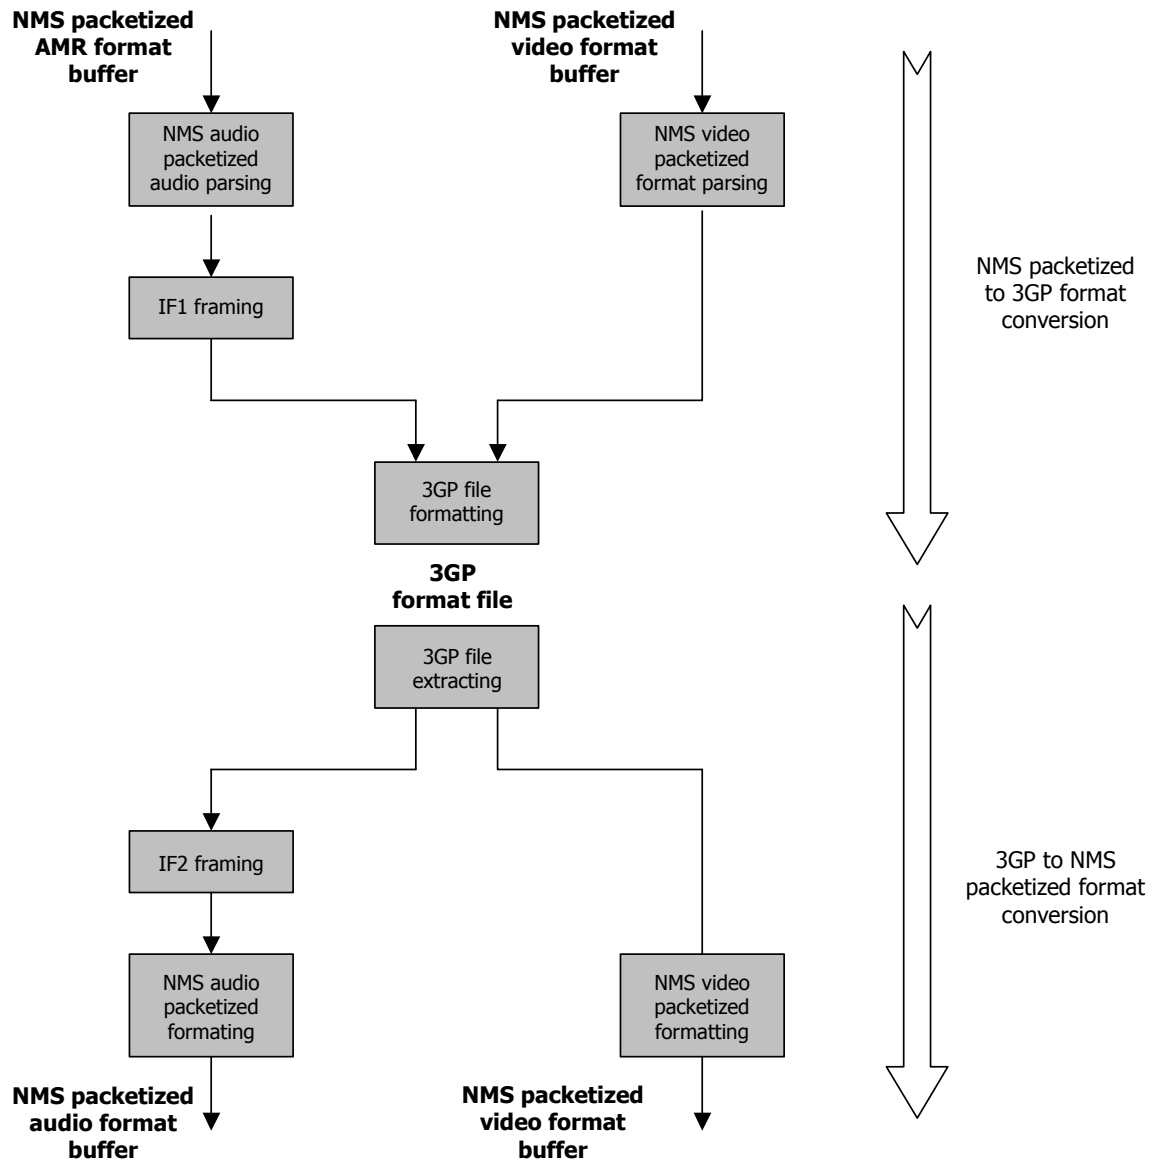 NMS packetized
AMR format
buffer
NMS packetized
video format
buffer
NMS audio
packetized
audio parsing
NMS video
packetized
format parsing
IF1 framing
NMS packetized
to 3GP format
conversion
3GP file
formatting
3GP
format file
3GP file
extracting
IF2 framing
3GP to NMS
packetized format
conversion
NMS audio
packetized
formating
NMS video
packetized
formatting
NMS packetized
audio format
buffer
NMS packetized
video format
buffer